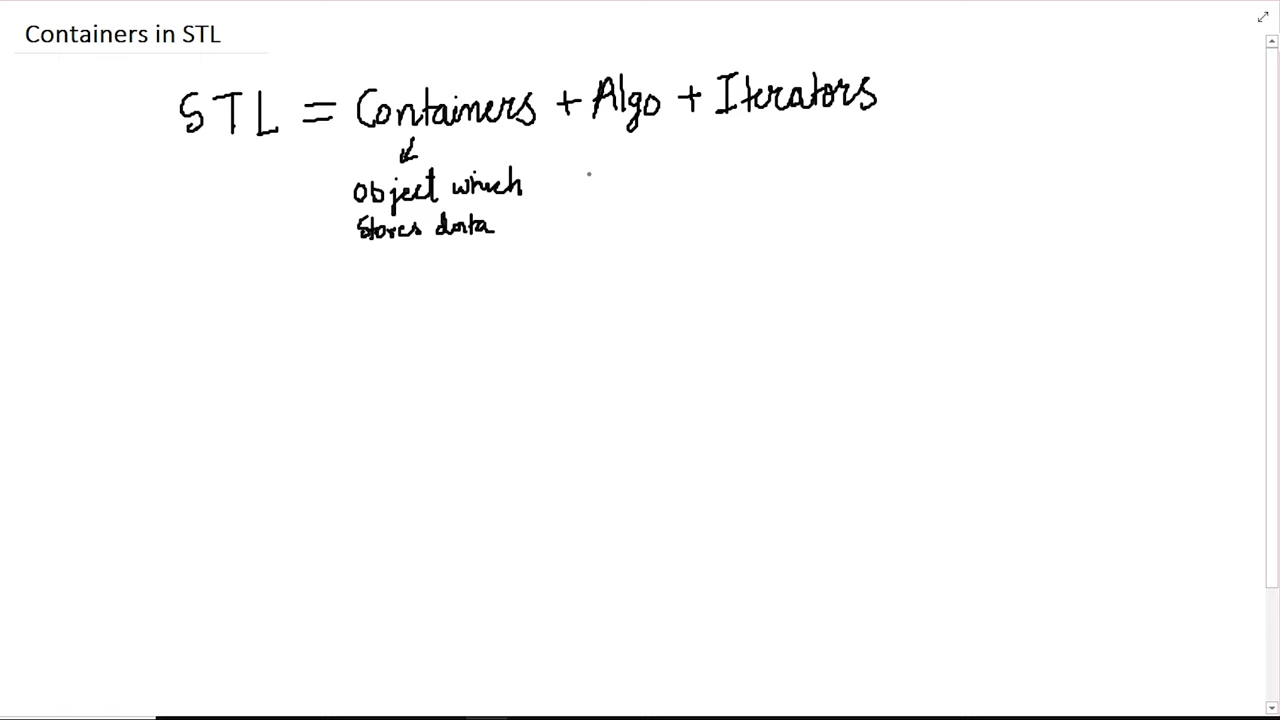 Containers in STL
STL = Containers + Algo + Iterators
Object which
Stores data